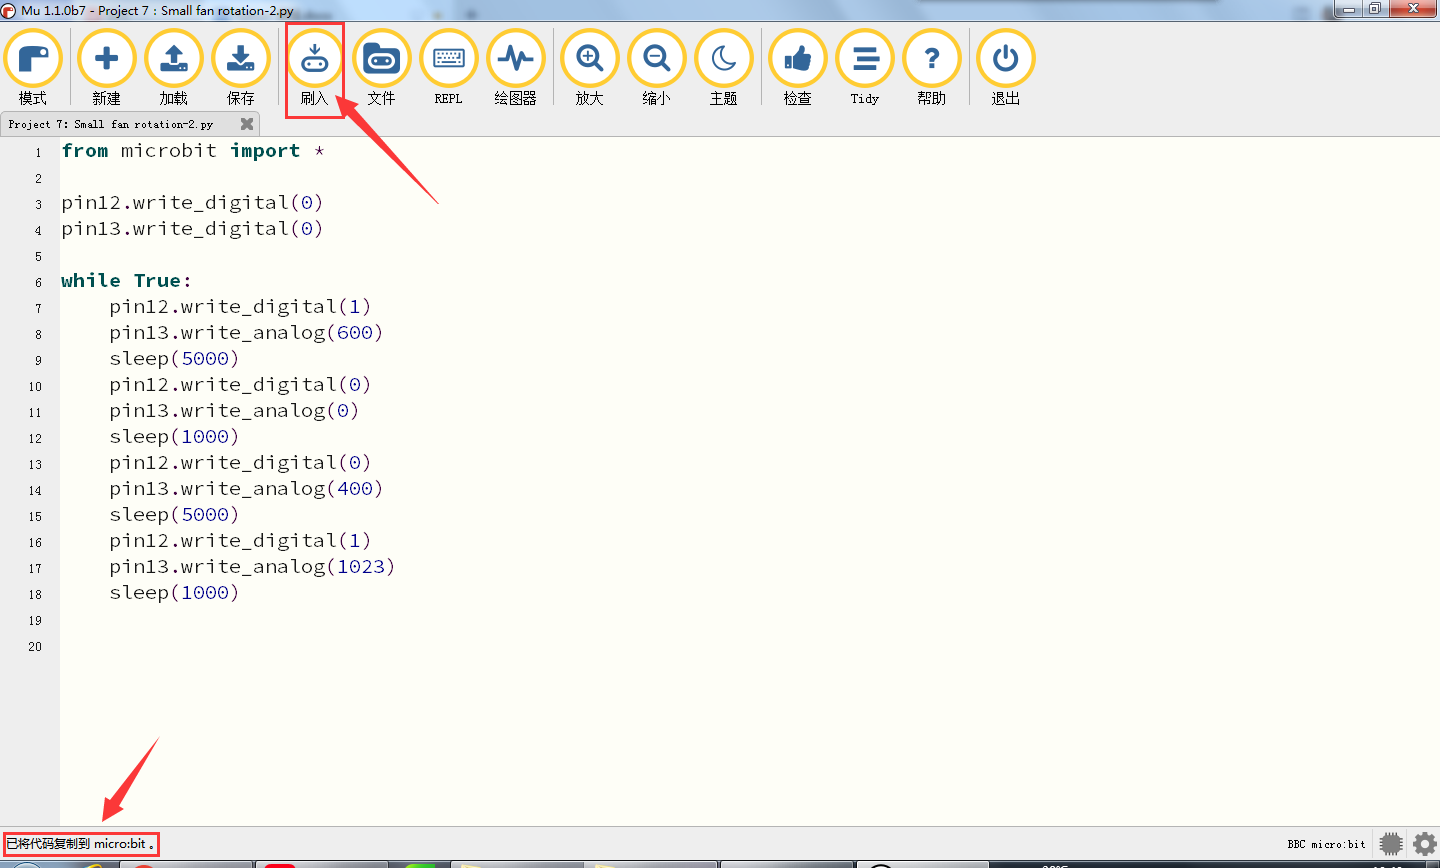 Mu 1.1.0b7 - Project 7 : Small fan rotation-2.py
模式 新建 加载 保存 刷入 文件 REPL 绘图器 放大 缩小 主题 检查 Tidy 帮助 退出
Project 7: Small fan rotation-2.py
1 from microbit import *
2
3 pin12.write_digital(0)
4 pin13.write_digital(0)
5
6 while True:
7 pin12.write_digital(1)
8 pin13.write_analog(600)
9 sleep(5000)
10 pin12.write_digital(0)
11 pin13.write_analog(0)
12 sleep(1000)
13 pin12.write_digital(0)
14 pin13.write_analog(400)
15 sleep(5000)
16 pin12.write_digital(1)
17 pin13.write_analog(1023)
18 sleep(1000)
19
20
已将代码复制到 micro:bit 。 BBC micro:bit